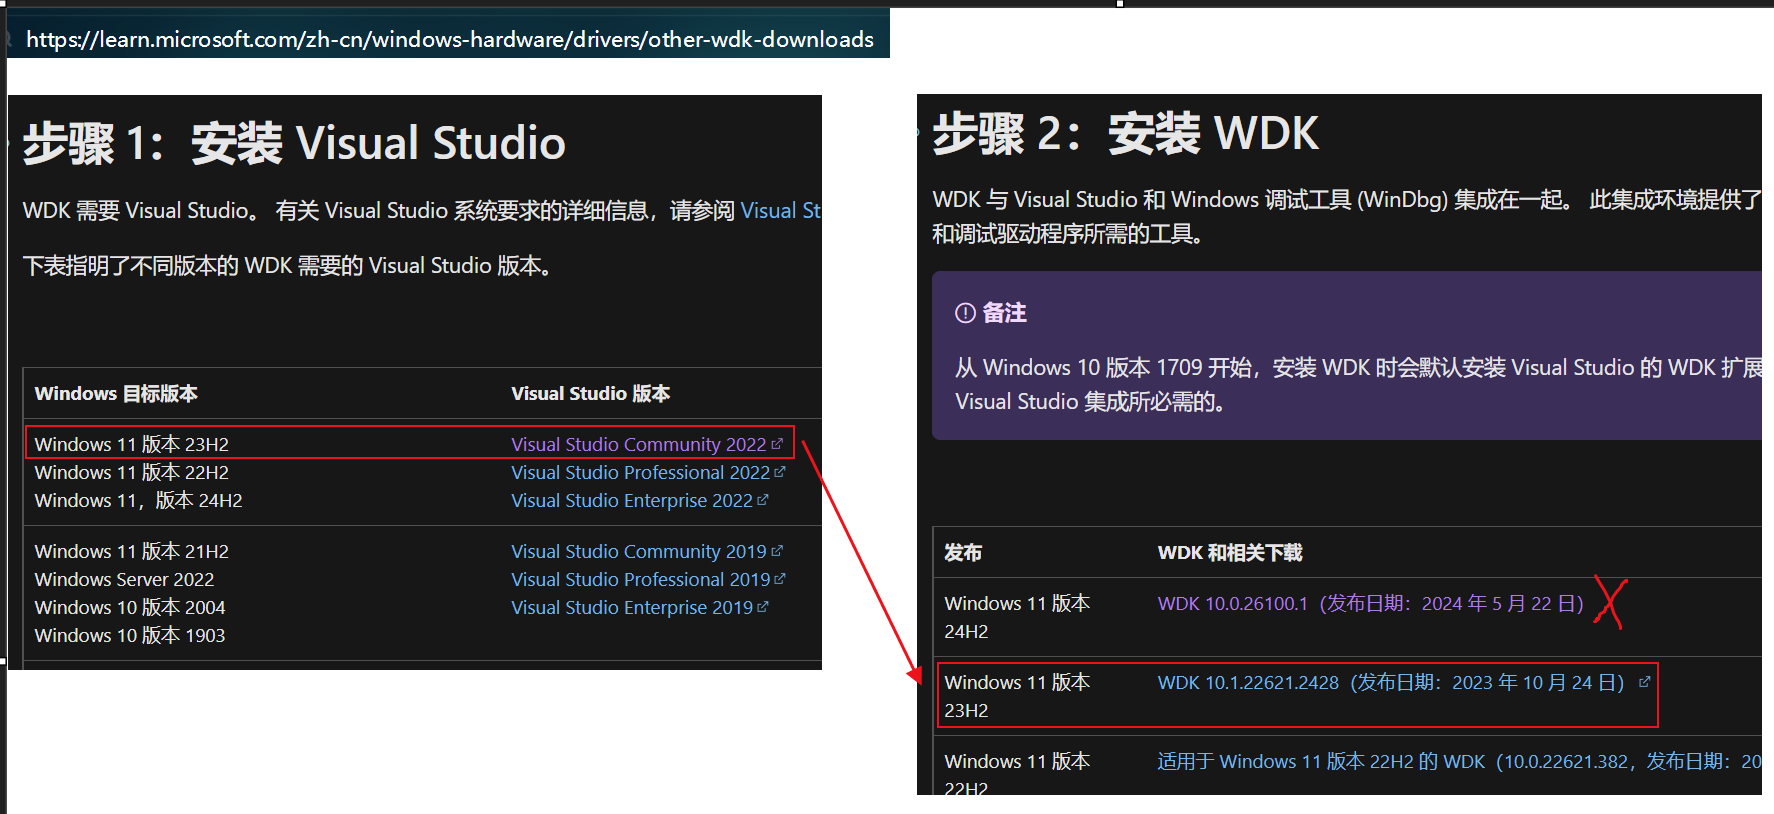 https://learn.microsoft.com/zh-cn/windows-hardware/drivers/other-wdk-downloads
步骤 1：安装 Visual Studio
WDK 需要 Visual Studio。 有关 Visual Studio 系统要求的详细信息，请参阅 Visual St
下表指明了不同版本的 WDK 需要的 Visual Studio 版本。
Windows 目标版本 Visual Studio 版本
Windows 11 版本 23H2 Visual Studio Community 2022
Windows 11 版本 22H2 Visual Studio Professional 2022
Windows 11，版本 24H2 Visual Studio Enterprise 2022
Windows 11 版本 21H2 Visual Studio Community 2019
Windows Server 2022 Visual Studio Professional 2019
Windows 10 版本 2004 Visual Studio Enterprise 2019
Windows 10 版本 1903
步骤 2：安装 WDK
WDK 与 Visual Studio 和 Windows 调试工具 (WinDbg) 集成在一起。 此集成环境提供了
和调试驱动程序所需的工具。
备注
从 Windows 10 版本 1709 开始，安装 WDK 时会默认安装 Visual Studio 的 WDK 扩展
Visual Studio 集成所必需的。
发布 WDK 和相关下载
Windows 11 版本 WDK 10.0.26100.1（发布日期：2024 年 5 月 22 日）
24H2
Windows 11 版本 WDK 10.1.22621.2428（发布日期：2023 年 10 月 24 日）
23H2
Windows 11 版本 适用于 Windows 11 版本 22H2 的 WDK（10.0.22621.382，发布日期：20
22H2